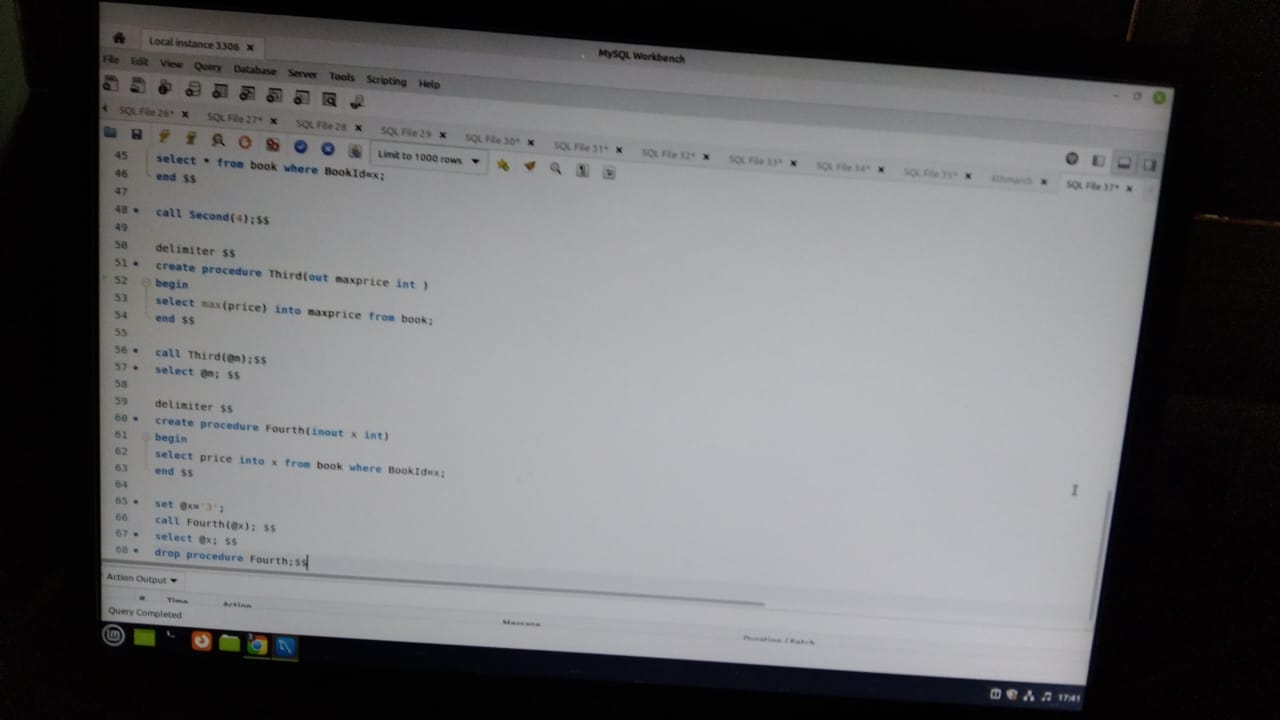 MySQL Workbench
Local instance 3306 ×
File Edit View Query Database Server Tools Scripting Help
SQL File 26* × SQL File 27* × SQL File 28 × SQL File 29 × SQL File 30* × SQL File 31* × SQL File 32* × SQL File 33* × SQL File 34* × SQL File 35* × × SQL File 37* ×
Limit to 1000 rows
45 select * from book where BookId=x;
46 end $$
47
48 call Second(4);$$
49
50 delimiter $$
51 create procedure Third(out maxprice int )
52 begin
53 select max(price) into maxprice from book;
54 end $$
55
56 call Third(@m);$$
57 select @m; $$
58
59 delimiter $$
60 create procedure Fourth(inout x int)
61 begin
62 select price into x from book where BookId=x;
63 end $$
64
65 set @x='3';
66 call Fourth(@x); $$
67 select @x; $$
68 drop procedure Fourth;$$
Action Output
# Time Action Message Duration / Fetch
Query Completed
17:41